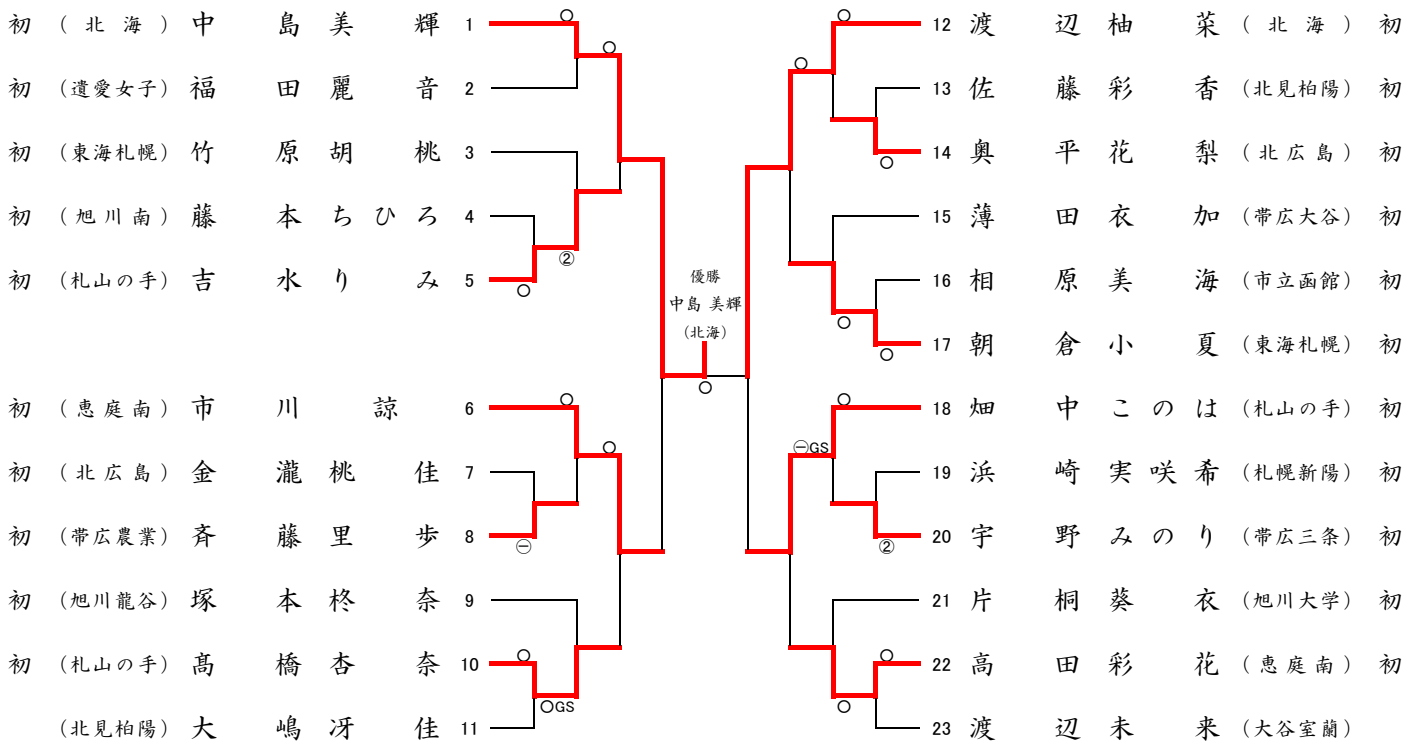 初 (北海) 中島美輝 1
○
○
初 (遺愛女子) 福田麗音 2
初 (東海札幌) 竹原胡桃 3
初 (旭川南) 藤本ちひろ 4
②
初 (札山の手) 吉水りみ 5
○
初 (恵庭南) 市川諒 6
○
○
初 (北広島) 金瀧桃佳 7
初 (帯広農業) 斉藤里歩 8
㊀
初 (旭川龍谷) 塚本柊奈 9
初 (札山の手) 髙橋杏奈 10
○
○GS
(北見柏陽) 大嶋冴佳 11
優勝
中島 美輝
(北海)
○
○
12 渡辺柚菜 (北海) 初
○
13 佐藤彩香 (北見柏陽) 初
14 奥平花梨 (北広島) 初
○
15 薄田衣加 (帯広大谷) 初
16 相原美海 (市立函館) 初
○
17 朝倉小夏 (東海札幌) 初
○
○
18 畑中このは (札山の手) 初
㊀GS
19 浜崎実咲希 (札幌新陽) 初
20 宇野みのり (帯広三条) 初
②
21 片桐葵衣 (旭川大学) 初
○
22 高田彩花 (恵庭南) 初
○
23 渡辺未来 (大谷室蘭)